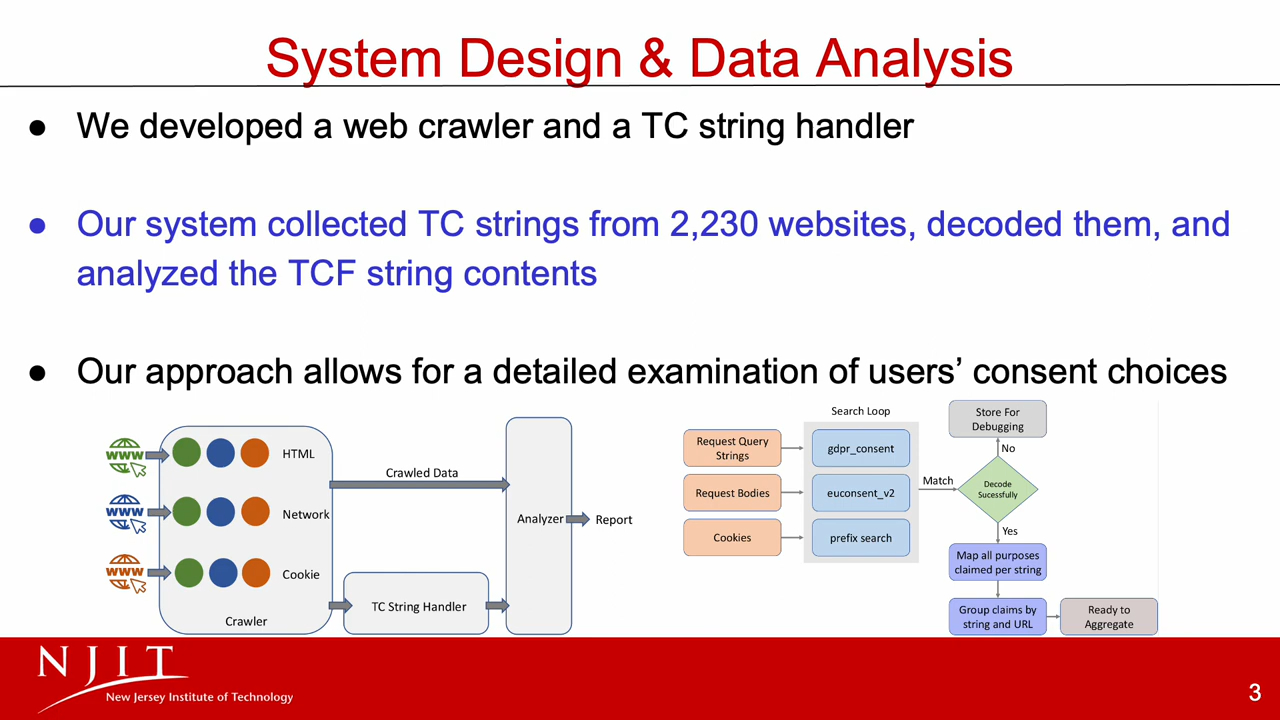 System Design & Data Analysis
● We developed a web crawler and a TC string handler
● Our system collected TC strings from 2,230 websites, decoded them, and
analyzed the TCF string contents
● Our approach allows for a detailed examination of users’ consent choices
www
www
www
HTML
Network
Cookie
Crawler
Crawled Data
TC String Handler
Analyzer
Report
Search Loop
Request Query
Strings
Request Bodies
Cookies
gdpr_consent
euconsent_v2
prefix search
Match
Store For
Debugging
No
Decode
Sucessfully
Yes
Map all purposes
claimed per string
Group claims by
string and URL
Ready to
Aggregate
NJIT
New Jersey Institute of Technology
3